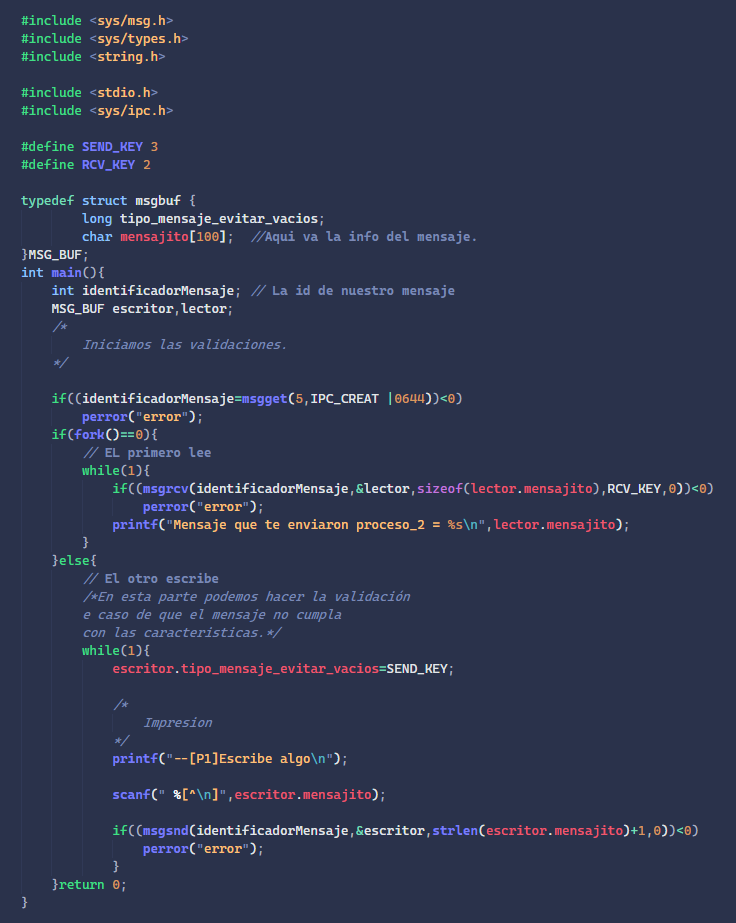 #include <sys/msg.h>
#include <sys/types.h>
#include <string.h>

#include <stdio.h>
#include <sys/ipc.h>

#define SEND_KEY 3
#define RCV_KEY 2

typedef struct msgbuf {
        long tipo_mensaje_evitar_vacios;
        char mensajito[100];  //Aqui va la info del mensaje.
}MSG_BUF;
int main(){
    int identificadorMensaje; // La id de nuestro mensaje
    MSG_BUF escritor,lector;
    /*
        Iniciamos las validaciones.
    */

    if((identificadorMensaje=msgget(5,IPC_CREAT |0644))<0)
        perror("error");
    if(fork()==0){
        // EL primero lee
        while(1){
            if((msgrcv(identificadorMensaje,&lector,sizeof(lector.mensajito),RCV_KEY,0))<0)
                perror("error");
            printf("Mensaje que te enviaron proceso_2 = %s\n",lector.mensajito);
        }
    }else{
        // El otro escribe
        /*En esta parte podemos hacer la validación
        e caso de que el mensaje no cumpla
        con las caracteristicas.*/
        while(1){
            escritor.tipo_mensaje_evitar_vacios=SEND_KEY;

            /*
                Impresion
            */
            printf("--[P1]Escribe algo\n");

            scanf(" %[^\n]",escritor.mensajito);

            if((msgsnd(identificadorMensaje,&escritor,strlen(escritor.mensajito)+1,0))<0)
                perror("error");
            }
    }return 0;
}